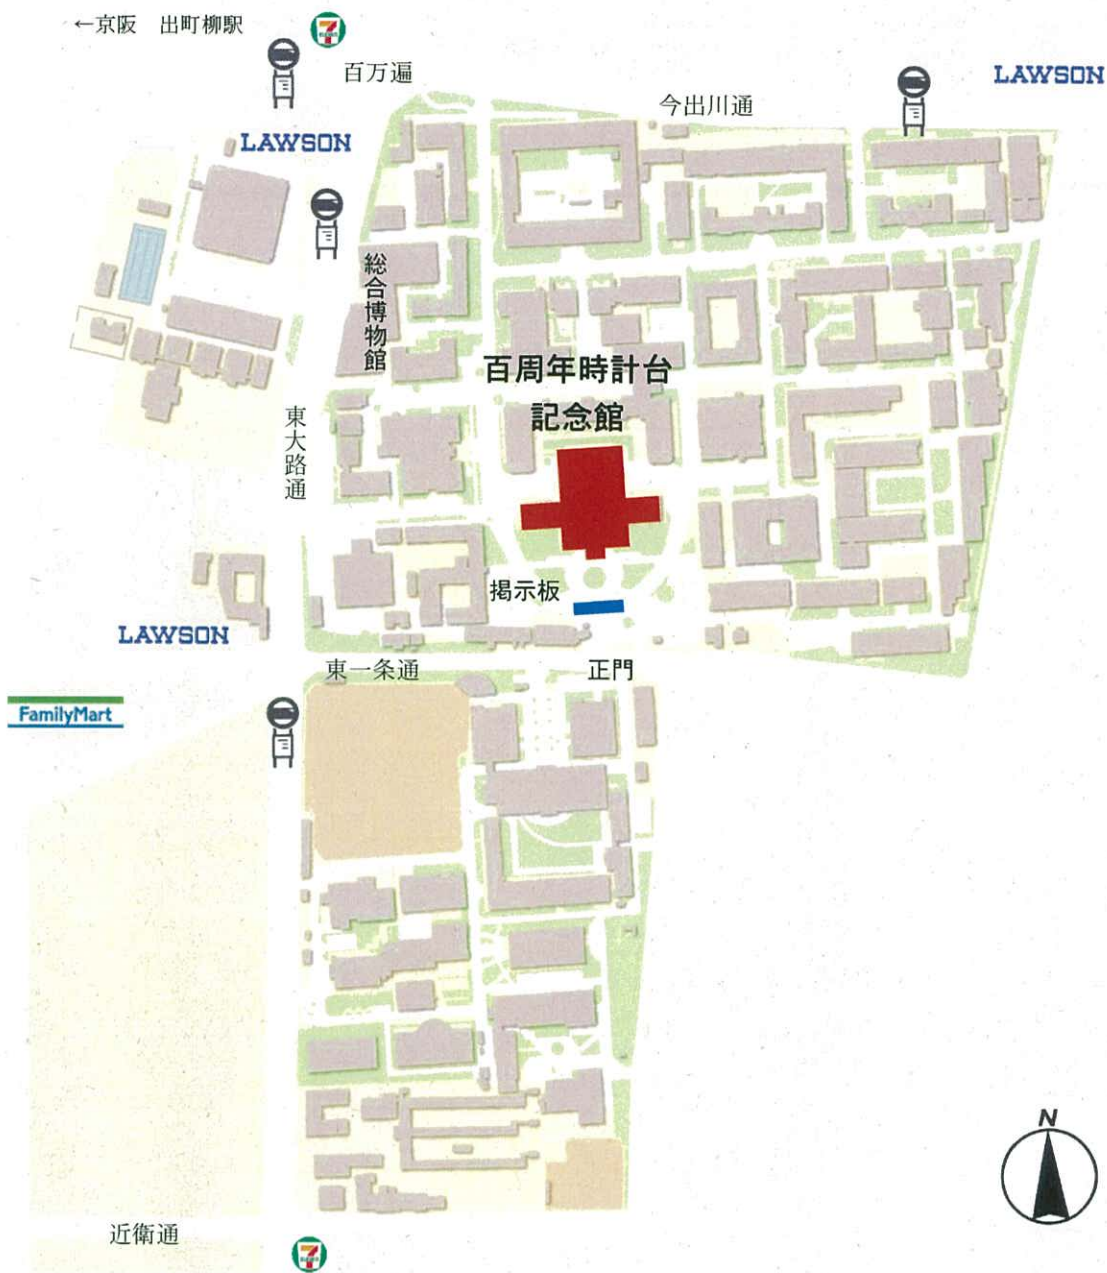 ←京阪 出町柳駅
百万遍
今出川通
LAWSON
LAWSON
総合博物館
百周年時計台
記念館
東大路通
掲示板
LAWSON
東一条通
正門
FamilyMart
近衛通
N